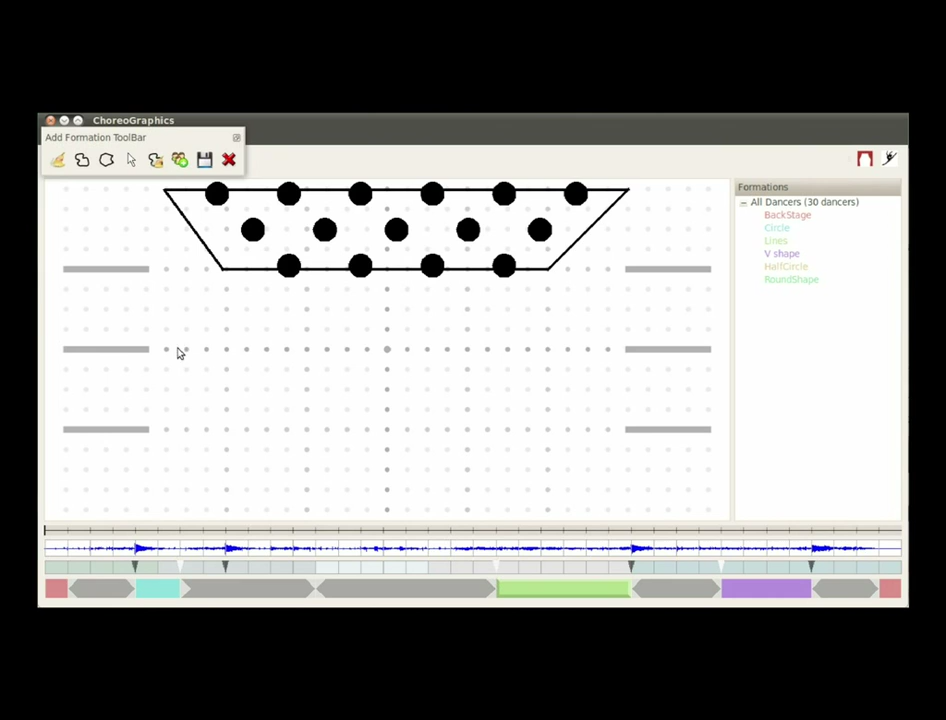 ChoreoGraphics
Add Formation ToolBar
Formations
All Dancers (30 dancers)
BackStage
Circle
Lines
V shape
HalfCircle
RoundShape